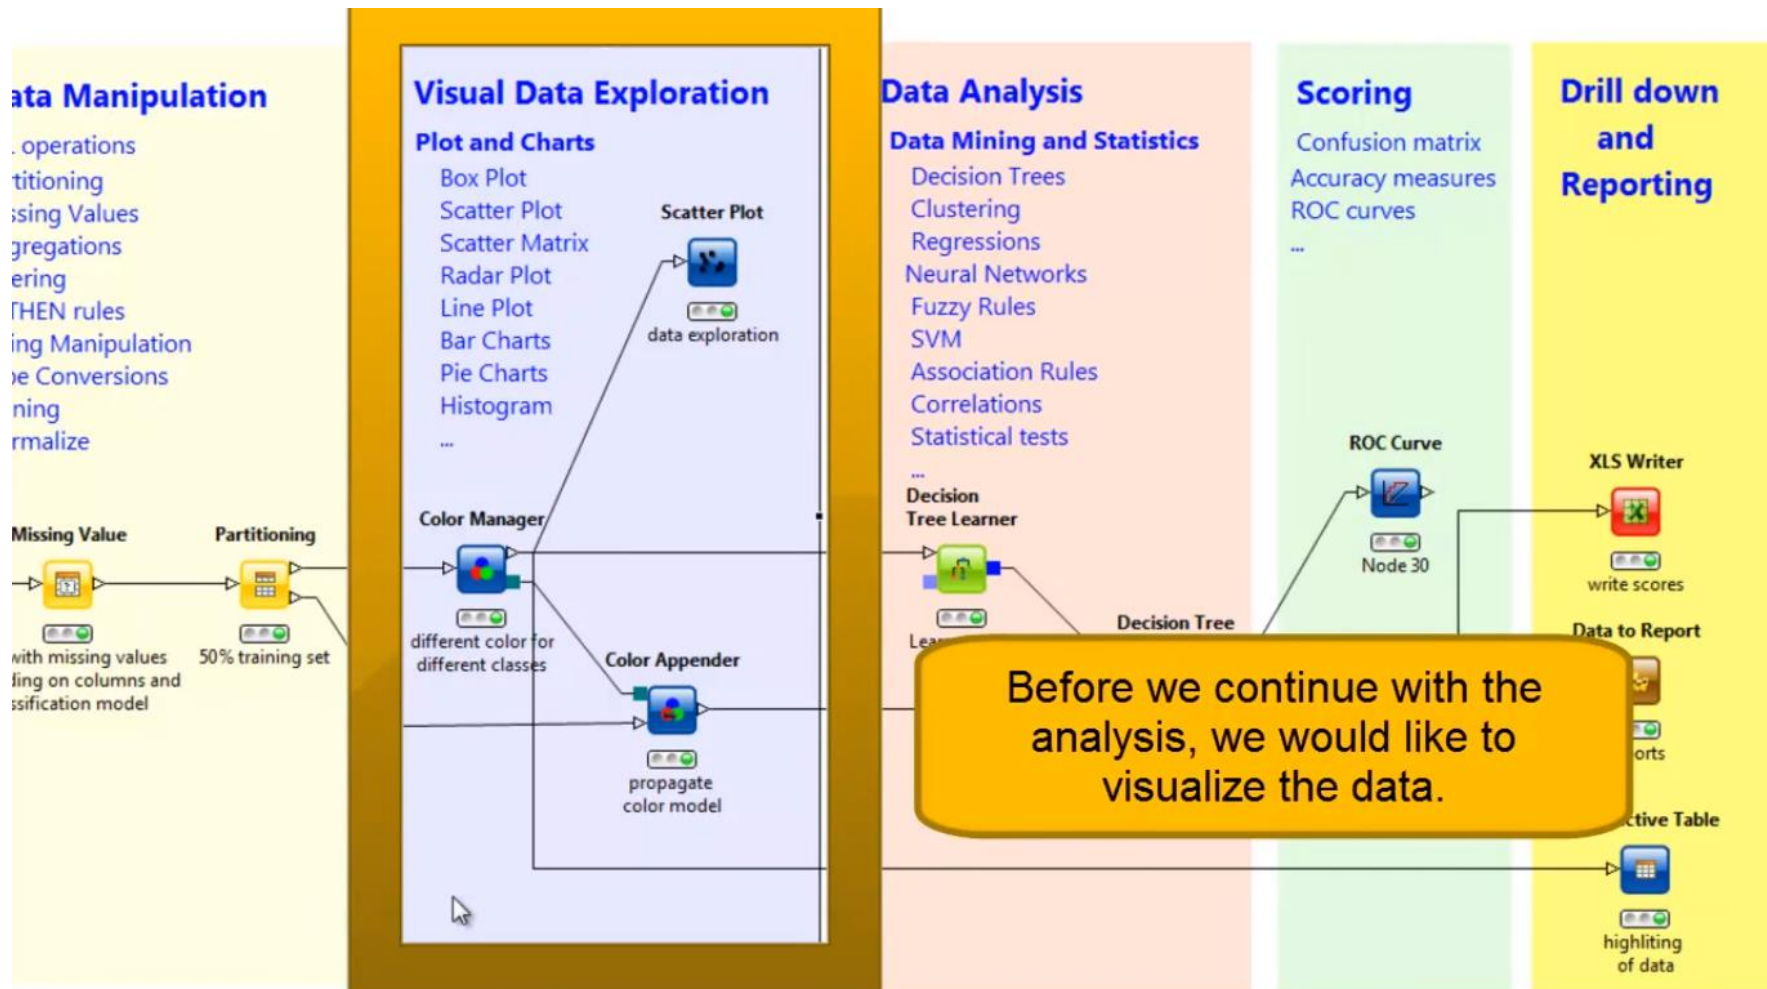 ata Manipulation
operations
titioning
ssing Values
gregations
ering
THEN rules
ing Manipulation
pe Conversions
ning
rmalize
Missing Value
with missing values
ding on columns and
ssification model
Partitioning
50% training set
Visual Data Exploration
Plot and Charts
Box Plot
Scatter Plot
Scatter Matrix
Radar Plot
Line Plot
Bar Charts
Pie Charts
Histogram
...
Scatter Plot
data exploration
Color Manager
different color for
different classes
Color Appender
propagate
color model
Data Analysis
Data Mining and Statistics
Decision Trees
Clustering
Regressions
Neural Networks
Fuzzy Rules
SVM
Association Rules
Correlations
Statistical tests
...
Decision
Tree Learner
Lear
Decision Tree
Before we continue with the
analysis, we would like to
visualize the data.
Scoring
Confusion matrix
Accuracy measures
ROC curves
...
ROC Curve
Node 30
Drill down
and
Reporting
XLS Writer
write scores
Data to Report
orts
ctive Table
highliting
of data